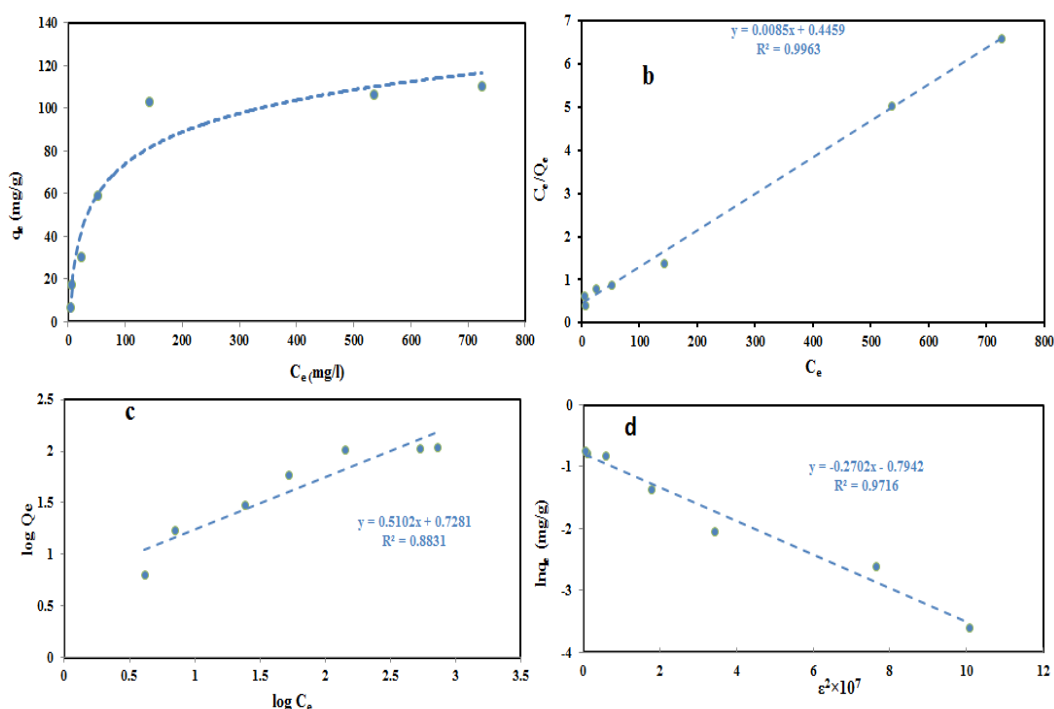 140
120
100
80
60
40
20
0
0 100 200 300 400 500 600 700 800
qₑ (mg/g)
Cₑ (mg/l)
b
y = 0.0085x + 0.4459
R² = 0.9963
7
6
5
4
3
2
1
0
0 100 200 300 400 500 600 700 800
Cₑ/Qₑ
Cₑ
c
y = 0.5102x + 0.7281
R² = 0.8831
2.5
2
1.5
1
0.5
0
0 0.5 1 1.5 2 2.5 3 3.5
log Qe
log Cₑ
d
y = -0.2702x - 0.7942
R² = 0.9716
0
-1
-2
-3
-4
0 2 4 6 8 10 12
lnqₑ (mg/g)
ε²×10⁷